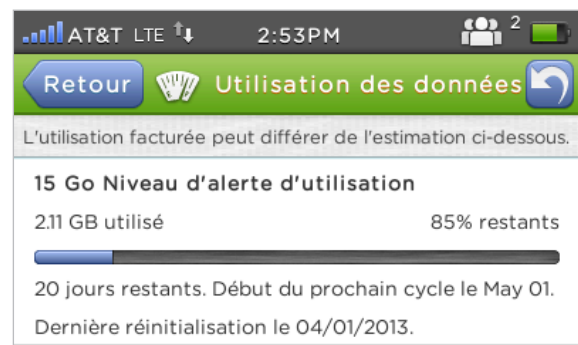 AT&T LTE 2:53PM 2
Retour Utilisation des données
L'utilisation facturée peut différer de l'estimation ci-dessous.
15 Go Niveau d'alerte d'utilisation
2.11 GB utilisé 85% restants
20 jours restants. Début du prochain cycle le May 01.
Dernière réinitialisation le 04/01/2013.